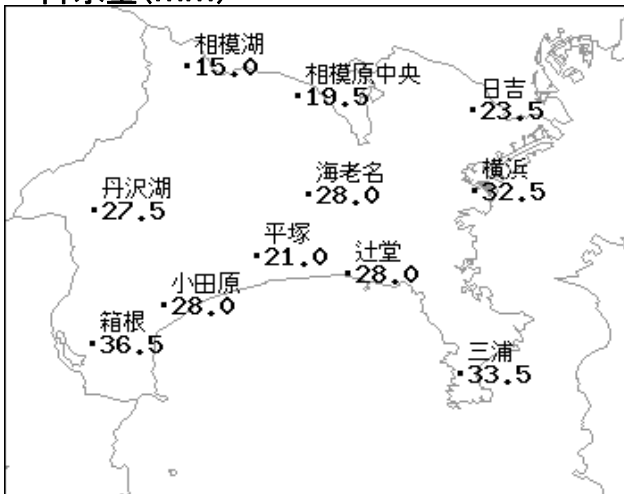 (mm)
相模湖
15.0
相模原中央
19.5
日吉
23.5
海老名
28.0
横浜
32.5
丹沢湖
27.5
平塚
21.0
辻堂
28.0
小田原
28.0
箱根
36.5
三浦
33.5